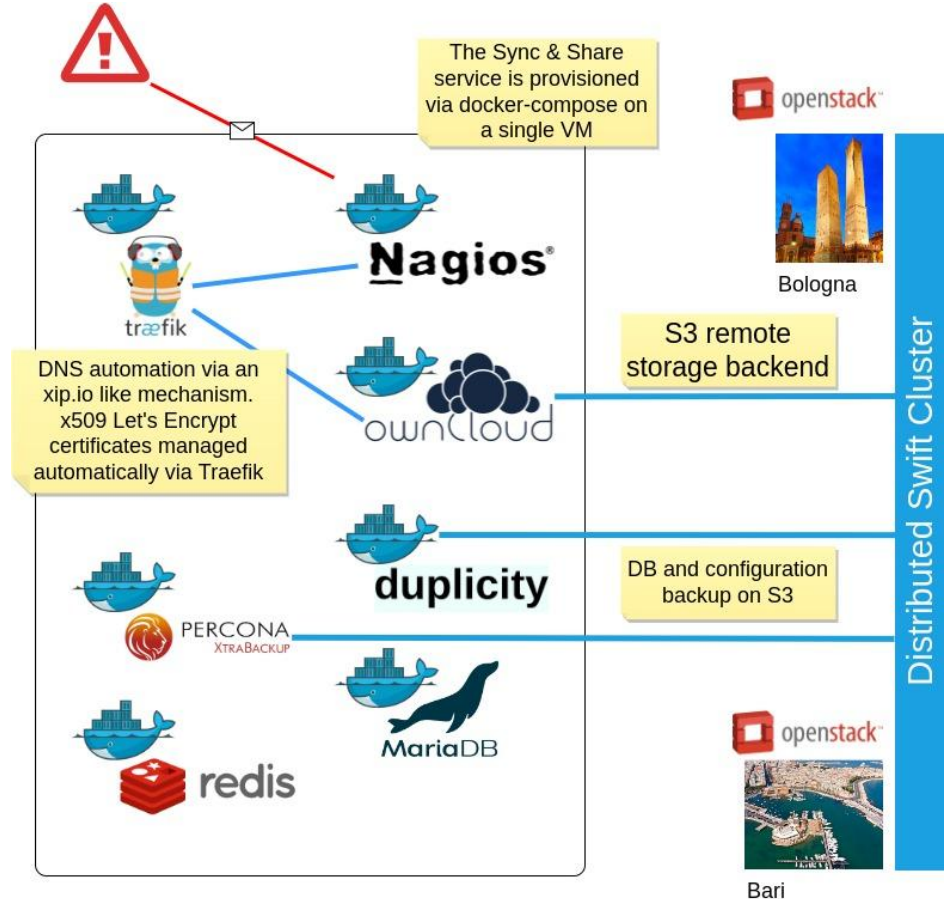 The Sync & Share
service is provisioned
via docker-compose on
a single VM
openstack™
Nagios®
træfik
Bologna
DNS automation via an
xip.io like mechanism.
x509 Let's Encrypt
certificates managed
automatically via Traefik
ownCloud
S3 remote
storage backend
Distributed Swift Cluster
duplicity
DB and configuration
backup on S3
PERCONA
XTRABACKUP
MariaDB
redis
openstack™
Bari